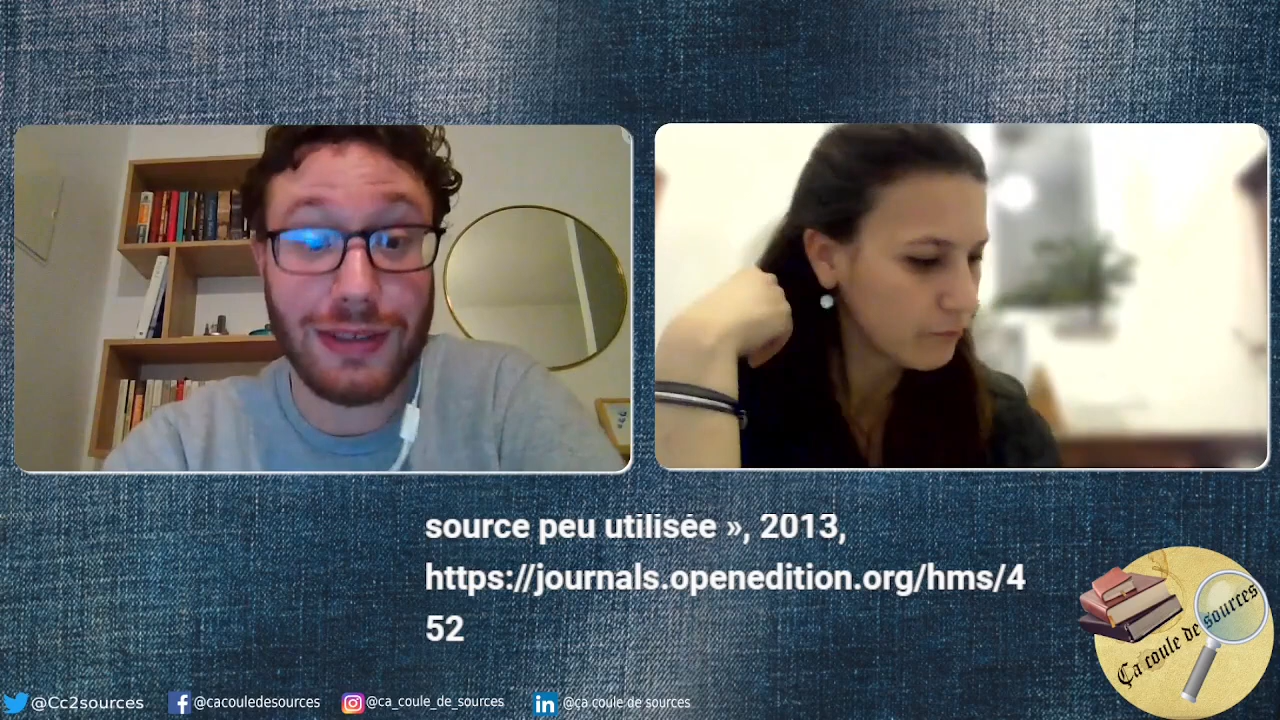 source peu utilisée », 2013,
https://journals.openedition.org/hms/4
52
Ça coule de sources
@Cc2sources
@cacouledesources
@ca_coule_de_sources
@ça coule de sources